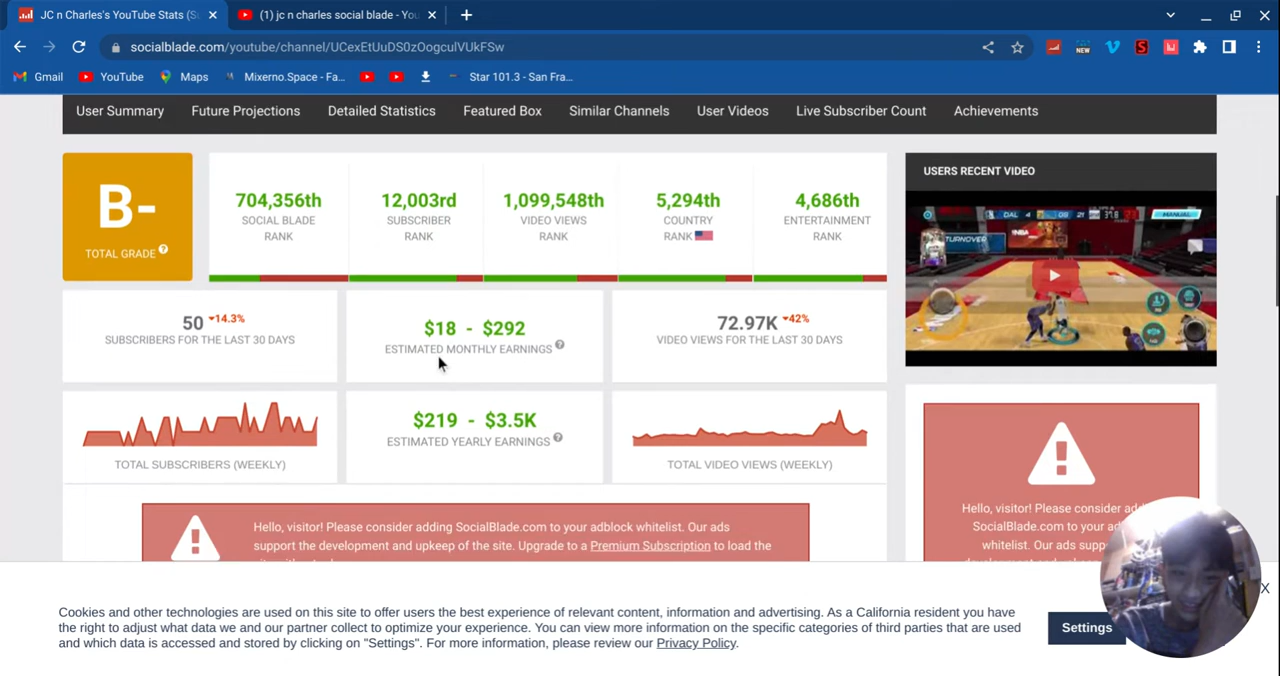 JC n Charles's YouTube Stats (S
(1) jc n charles social blade - You
socialblade.com/youtube/channel/UCexEtUuDS0zOogculVUkFSw
NEW
Gmail
YouTube
Maps
Mixerno.Space - Fa...
Star 101.3 - San Fra...
User Summary
Future Projections
Detailed Statistics
Featured Box
Similar Channels
User Videos
Live Subscriber Count
Achievements
B-
TOTAL GRADE
704,356th
SOCIAL BLADE
RANK
12,003rd
SUBSCRIBER
RANK
1,099,548th
VIDEO VIEWS
RANK
5,294th
COUNTRY
RANK
4,686th
ENTERTAINMENT
RANK
USERS RECENT VIDEO
MANUAL
TURNOVER
50 14.3%
SUBSCRIBERS FOR THE LAST 30 DAYS
$18 - $292
ESTIMATED MONTHLY EARNINGS
72.97K 42%
VIDEO VIEWS FOR THE LAST 30 DAYS
TOTAL SUBSCRIBERS (WEEKLY)
$219 - $3.5K
ESTIMATED YEARLY EARNINGS
TOTAL VIDEO VIEWS (WEEKLY)
Hello, visitor! Please consider adding SocialBlade.com to your adblock whitelist. Our ads
support the development and upkeep of the site. Upgrade to a Premium Subscription to load the
Hello, visitor! Please consider adding
SocialBlade.com to your
whitelist. Our ads
Cookies and other technologies are used on this site to offer users the best experience of relevant content, information and advertising. As a California resident you have
the right to adjust what data we and our partner collect to optimize your experience. You can view more information on the specific categories of third parties that are used
and which data is accessed and stored by clicking on "Settings". For more information, please review our Privacy Policy.
Settings
X